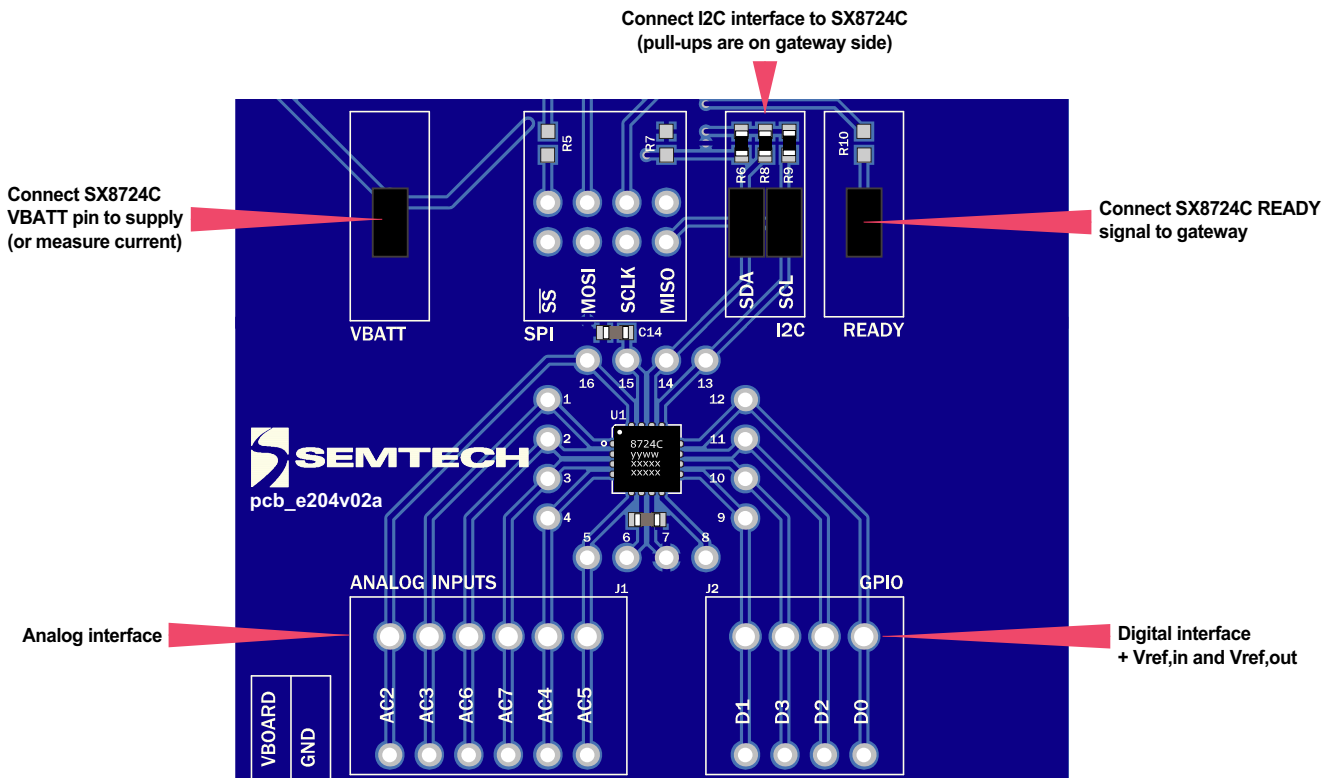 Connect I2C interface to SX8724C
(pull-ups are on gateway side)
Connect SX8724C
VBATT pin to supply
(or measure current)
Connect SX8724C READY
signal to gateway
R5
R7
R6
R8
R9
R10
SS
MOSI
SCLK
MISO
SDA
SCL
VBATT
SPI
C14
I2C
READY
16
15
14
13
1
12
U1
2
11
8724C
yyww
xxxxx
xxxxx
SEMTECH
pcb_e204v02a
3
10
4
9
5
6
7
8
ANALOG INPUTS
J1
J2
GPIO
Analog interface
Digital interface
+ Vref,in and Vref,out
VBOARD
GND
AC2
AC3
AC6
AC7
AC4
AC5
D1
D3
D2
D0